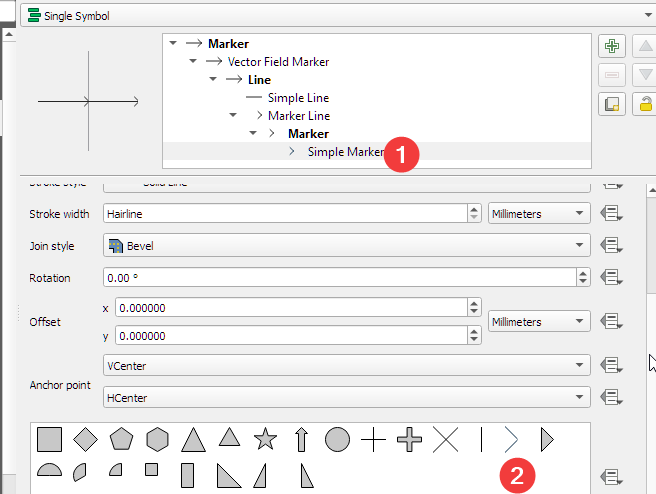 Single Symbol
Marker
Vector Field Marker
Line
Simple Line
Marker Line
Marker
Simple Marker
1
Stroke style
Solid Line
Stroke width
Hairline
Millimeters
Join style
Bevel
Rotation
0.00 °
Offset
x
0.000000
Millimeters
y
0.000000
Anchor point
VCenter
HCenter
2